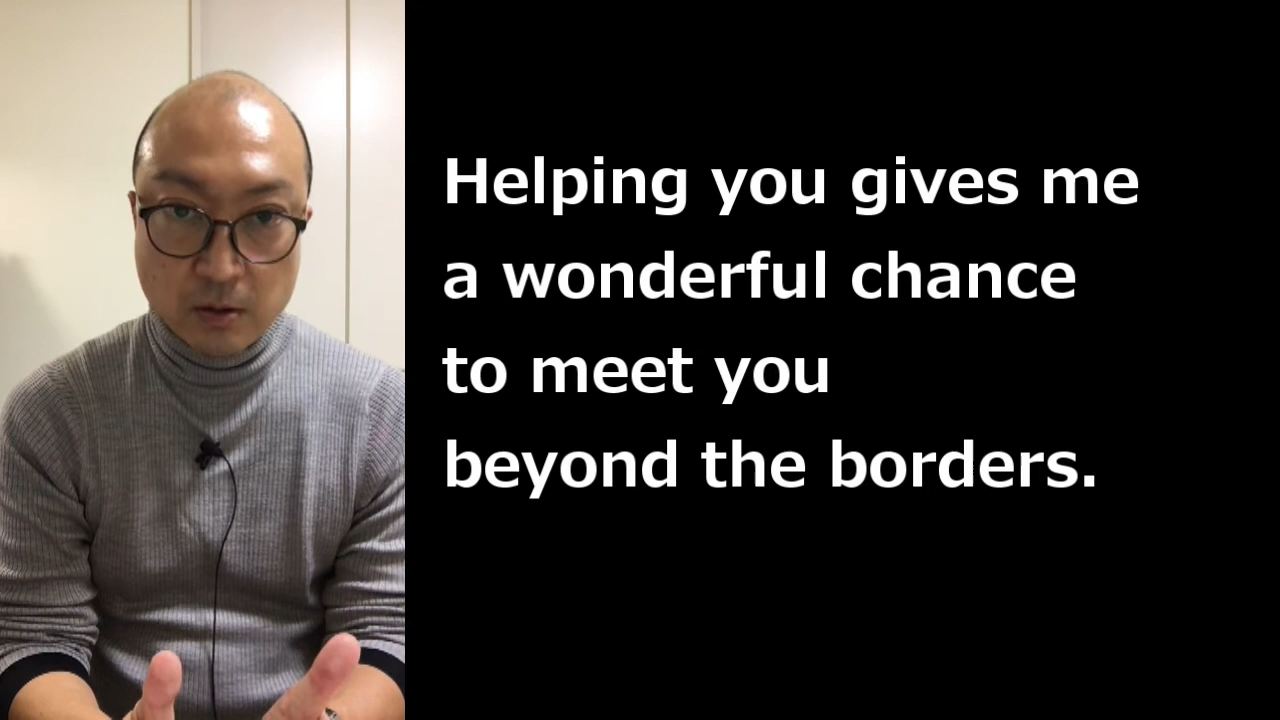 Helping you gives me
a wonderful chance
to meet you
beyond the borders.